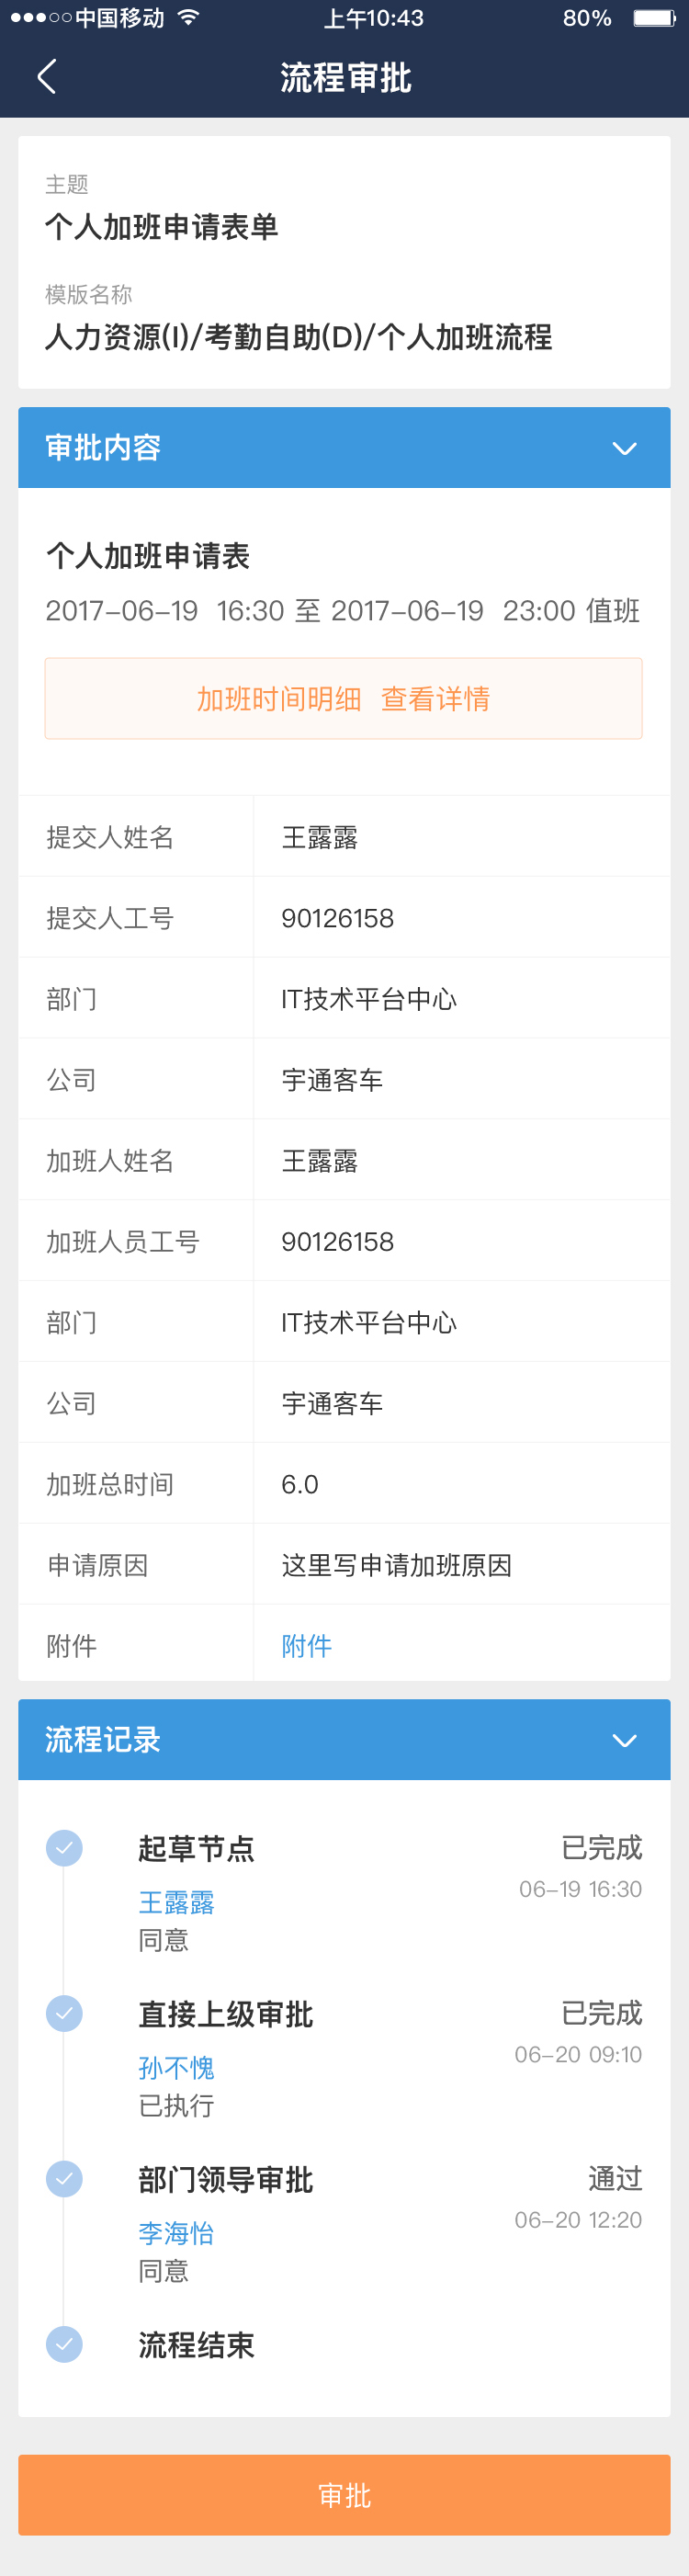 中国移动
上午10:43
80%
流程审批
主题
个人加班申请表单
模版名称
人力资源(I)/考勤自助(D)/个人加班流程
审批内容
个人加班申请表
2017-06-19 16:30 至 2017-06-19 23:00 值班
加班时间明细 查看详情
提交人姓名 王露露
提交人工号 90126158
部门 IT技术平台中心
公司 宇通客车
加班人姓名 王露露
加班人员工号 90126158
部门 IT技术平台中心
公司 宇通客车
加班总时间 6.0
申请原因 这里写申请加班原因
附件 附件
流程记录
起草节点 已完成
王露露 06-19 16:30
同意
直接上级审批 已完成
孙不愧 06-20 09:10
已执行
部门领导审批 通过
李海怡 06-20 12:20
同意
流程结束
审批